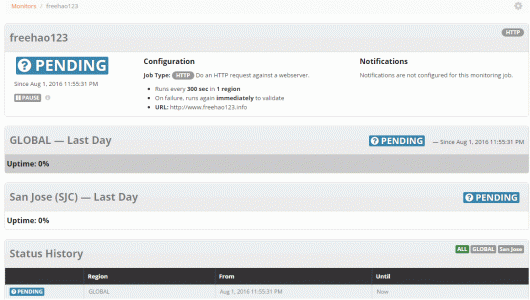 Monitors / freehao123
freehao123
HTTP
PENDING
Since Aug 1, 2016 11:55:31 PM
PAUSE
Configuration
Job Type: HTTP Do an HTTP request against a webserver.
Runs every 300 sec in 1 region
On failure, runs again immediately to validate
URL: http://www.freehao123.info
Notifications
Notifications are not configured for this monitoring job.
GLOBAL — Last Day
PENDING — Since Aug 1, 2016 11:55:31 PM
Uptime: 0%
San Jose (SJC) — Last Day
PENDING
Uptime: 0%
Status History
ALL GLOBAL San Jose
Region From Until
PENDING GLOBAL Aug 1, 2016 11:55:31 PM Now